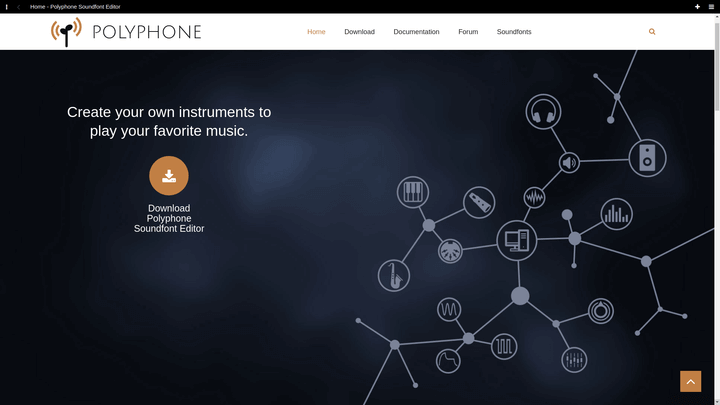 Home - Polyphone Soundfont Editor
POLYPHONE
Home
Download
Documentation
Forum
Soundfonts
Create your own instruments to
play your favorite music.
Download
Polyphone
Soundfont Editor